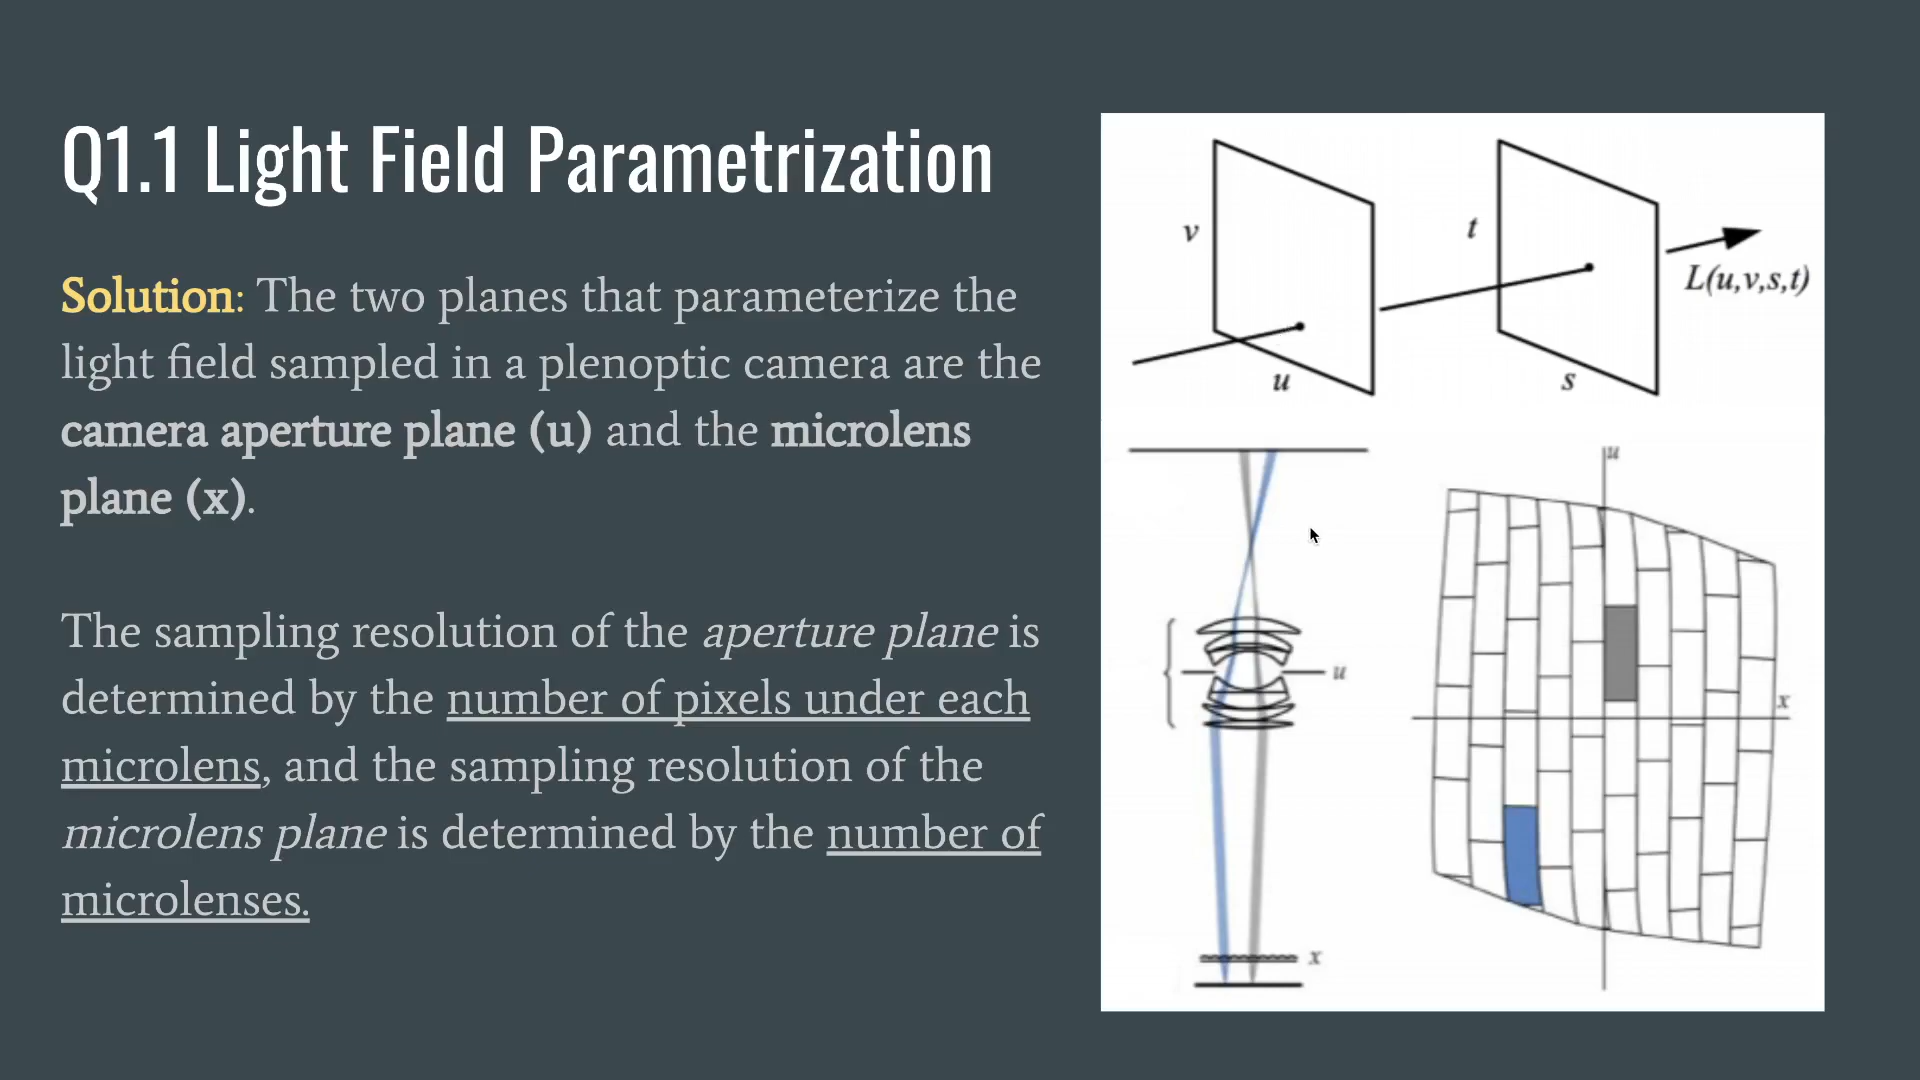 Q1.1 Light Field Parametrization
Solution: The two planes that parameterize the
light field sampled in a plenoptic camera are the
camera aperture plane (u) and the microlens
plane (x).
The sampling resolution of the aperture plane is
determined by the number of pixels under each
microlens, and the sampling resolution of the
microlens plane is determined by the number of
microlenses.
v
t
L(u,v,s,t)
u
s
u
u
x
x